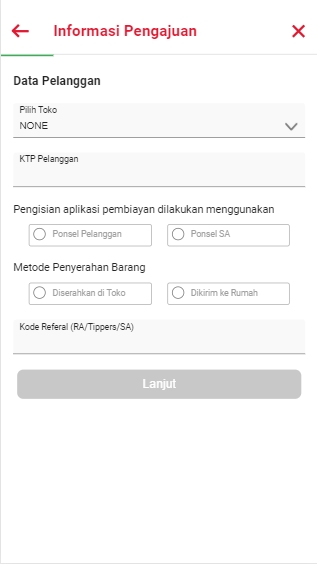 Informasi Pengajuan
Data Pelanggan
Pilih Toko
NONE
KTP Pelanggan
Pengisian aplikasi pembiayan dilakukan menggunakan
Ponsel Pelanggan
Ponsel SA
Metode Penyerahan Barang
Diserahkan di Toko
Dikirim ke Rumah
Kode Referal (RA/Tippers/SA)
Lanjut